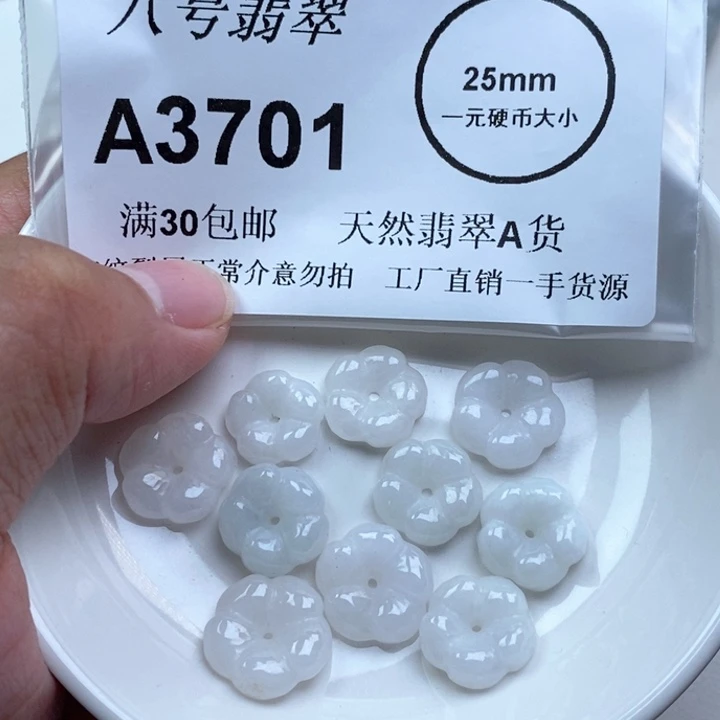 八号翡翠
25mm
一元硬币大小
A3701
满30包邮 天然翡翠A货
常介意勿拍 工厂直销一手货源